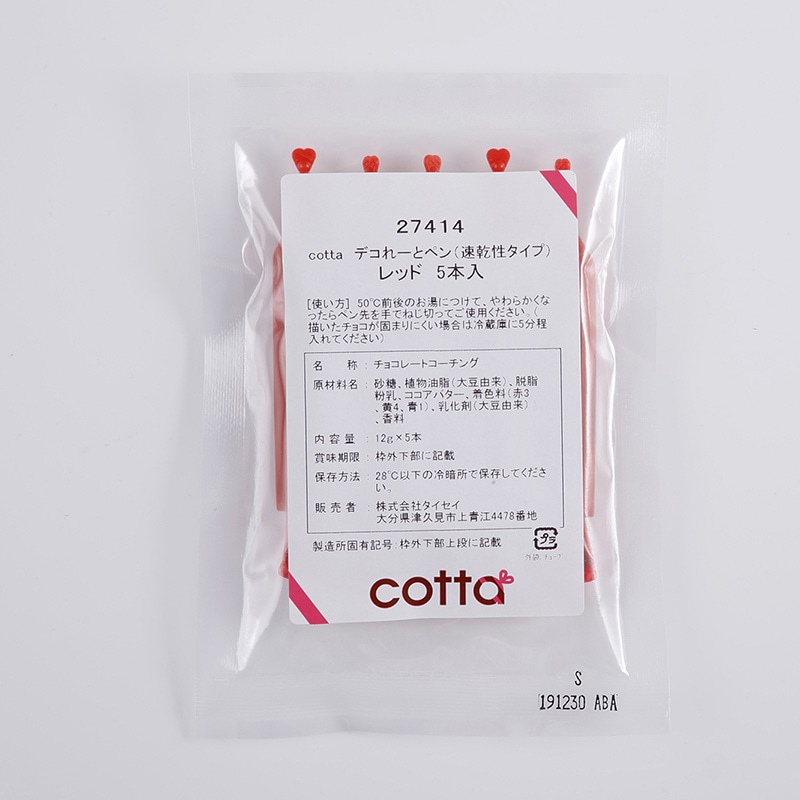 27414
cotta デコれーとペン(速乾性タイプ)
レッド 5本入
[使い方] 50℃前後のお湯につけて、やわらかくな
ったらペン先を手でねじ切ってご使用ください。(
描いたチョコが固まりにくい場合は冷蔵庫に5分程
入れてください)
名称:チョコレートコーチング
原材料名:砂糖、植物油脂(大豆由来)、脱脂
粉乳、ココアバター、着色料(赤3
、黄4、青1)、乳化剤(大豆由来)
、香料
内容量:12g×5本
賞味期限:枠外下部に記載
保存方法:28℃以下の冷暗所で保存してくださ
い。
販売者:株式会社タイセイ
大分県津久見市上青江4478番地
製造所固有記号:枠外下部上段に記載
プラ
外袋、チューブ
cotta
S
191230 ABA